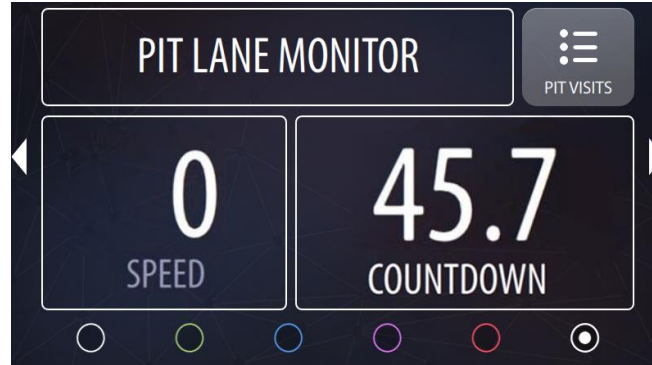 PIT LANE MONITOR
PIT VISITS
0
45.7
SPEED
COUNTDOWN